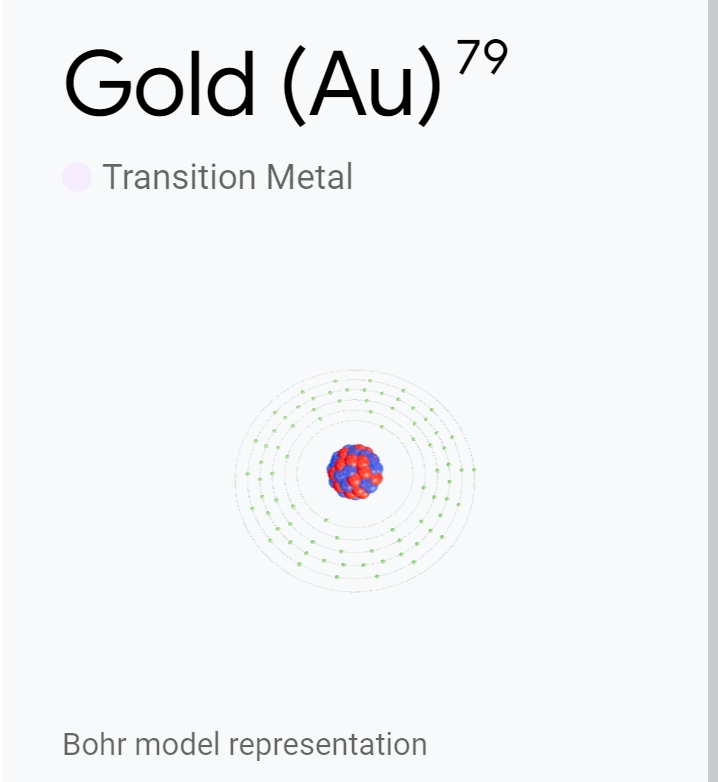 Gold (Au) 79
Transition Metal
Bohr model representation